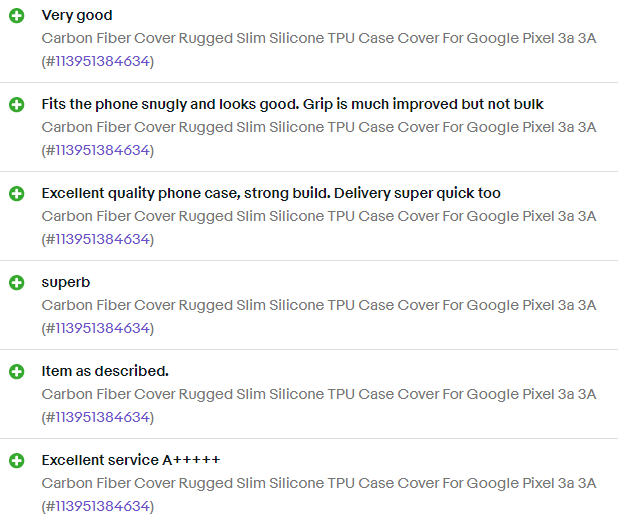 Very good
Carbon Fiber Cover Rugged Slim Silicone TPU Case Cover For Google Pixel 3a 3A
(#113951384634)
Fits the phone snugly and looks good. Grip is much improved but not bulk
Carbon Fiber Cover Rugged Slim Silicone TPU Case Cover For Google Pixel 3a 3A
(#113951384634)
Excellent quality phone case, strong build. Delivery super quick too
Carbon Fiber Cover Rugged Slim Silicone TPU Case Cover For Google Pixel 3a 3A
(#113951384634)
superb
Carbon Fiber Cover Rugged Slim Silicone TPU Case Cover For Google Pixel 3a 3A
(#113951384634)
Item as described.
Carbon Fiber Cover Rugged Slim Silicone TPU Case Cover For Google Pixel 3a 3A
(#113951384634)
Excellent service A+++++
Carbon Fiber Cover Rugged Slim Silicone TPU Case Cover For Google Pixel 3a 3A
(#113951384634)